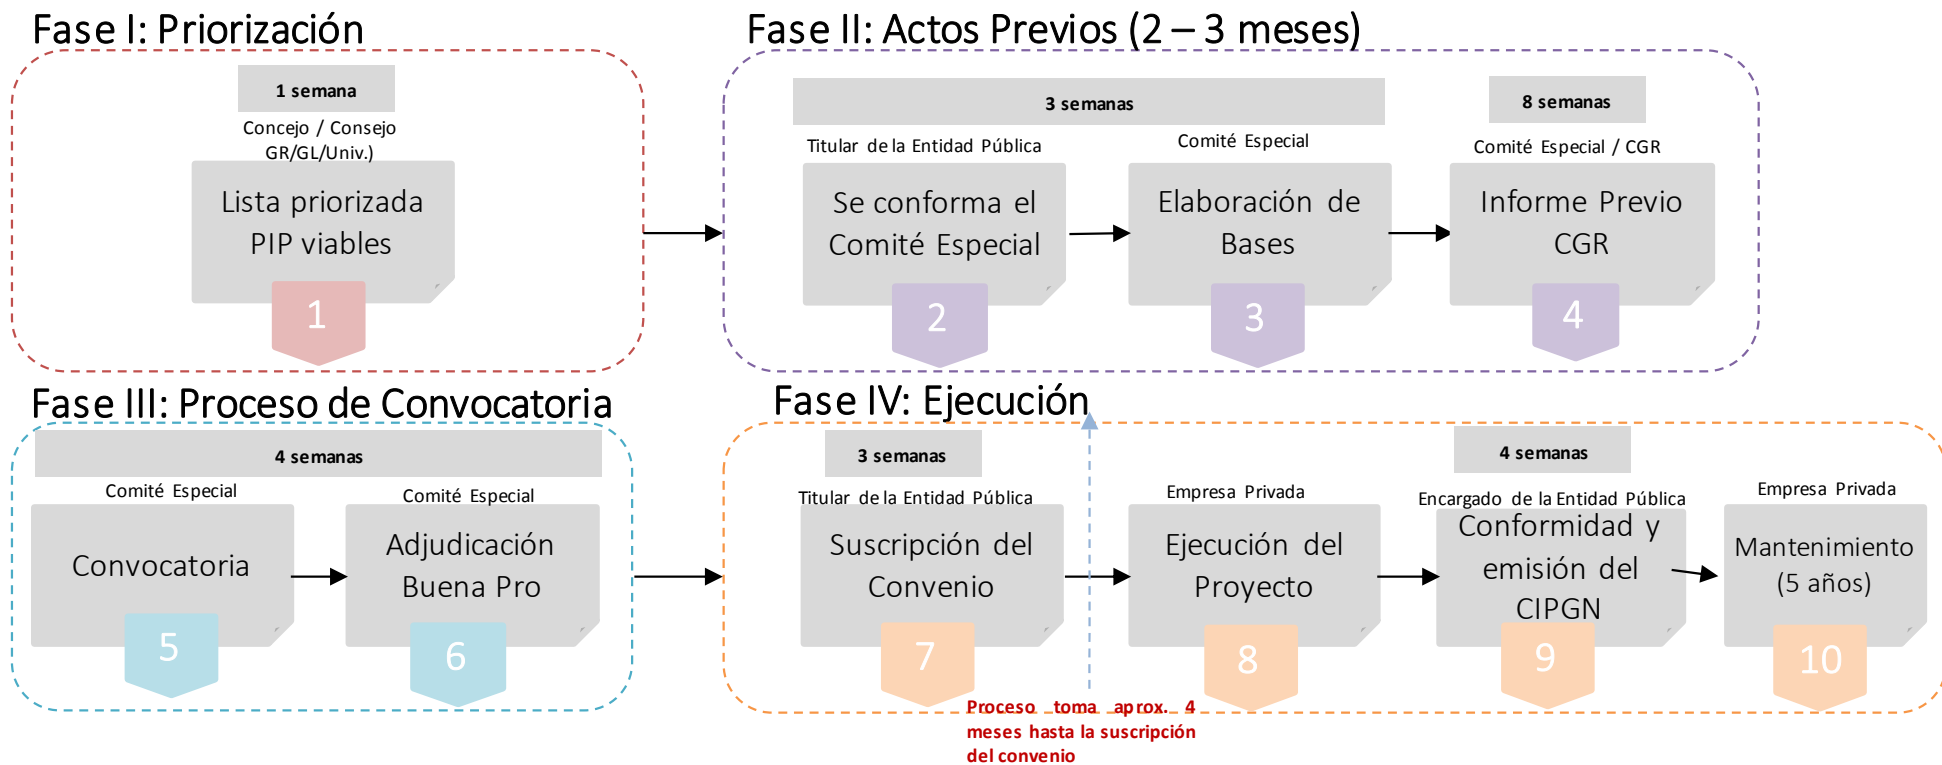 Fase I: Priorización
1 semana
Concejo / Consejo
GR/GL/Univ.)
Lista priorizada
PIP viables
1
Fase II: Actos Previos (2 – 3 meses)
3 semanas
8 semanas
Titular de la Entidad Pública
Se conforma el
Comité Especial
2
Comité Especial
Elaboración de
Bases
3
Comité Especial / CGR
Informe Previo
CGR
4
Fase III: Proceso de Convocatoria
4 semanas
Comité Especial
Convocatoria
5
Comité Especial
Adjudicación
Buena Pro
6
Fase IV: Ejecución
3 semanas
Titular de la Entidad Pública
Suscripción del
Convenio
7
Empresa Privada
Ejecución del
Proyecto
8
4 semanas
Encargado de la Entidad Pública
Conformidad y
emisión del
CIPGN
9
Empresa Privada
Mantenimiento
(5 años)
10
Proceso toma aprox. 4
meses hasta la suscripción
del convenio